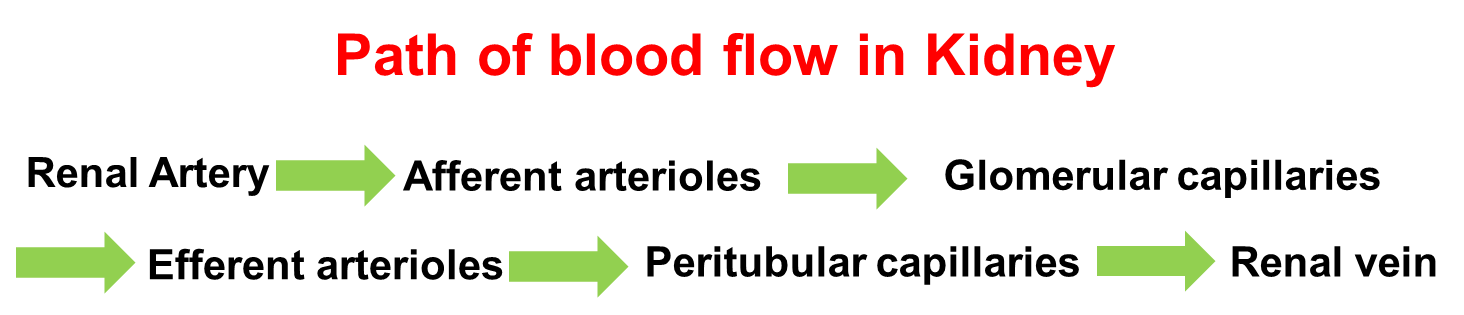 Path of blood flow in Kidney
Renal Artery Afferent arterioles Glomerular capillaries
Efferent arterioles Peritubular capillaries Renal vein